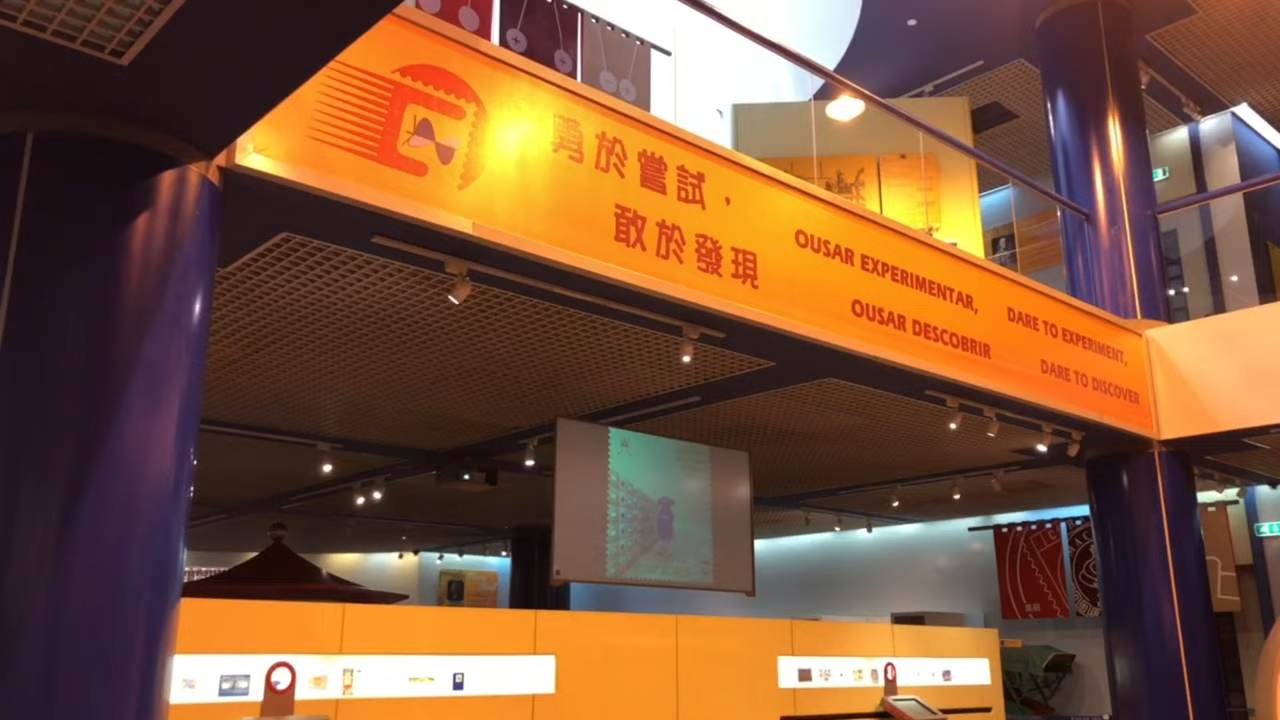 勇於嘗試，
敢於發現
OUSAR EXPERIMENTAR,
OUSAR DESCOBRIR
DARE TO EXPERIMENT,
DARE TO DISCOVER